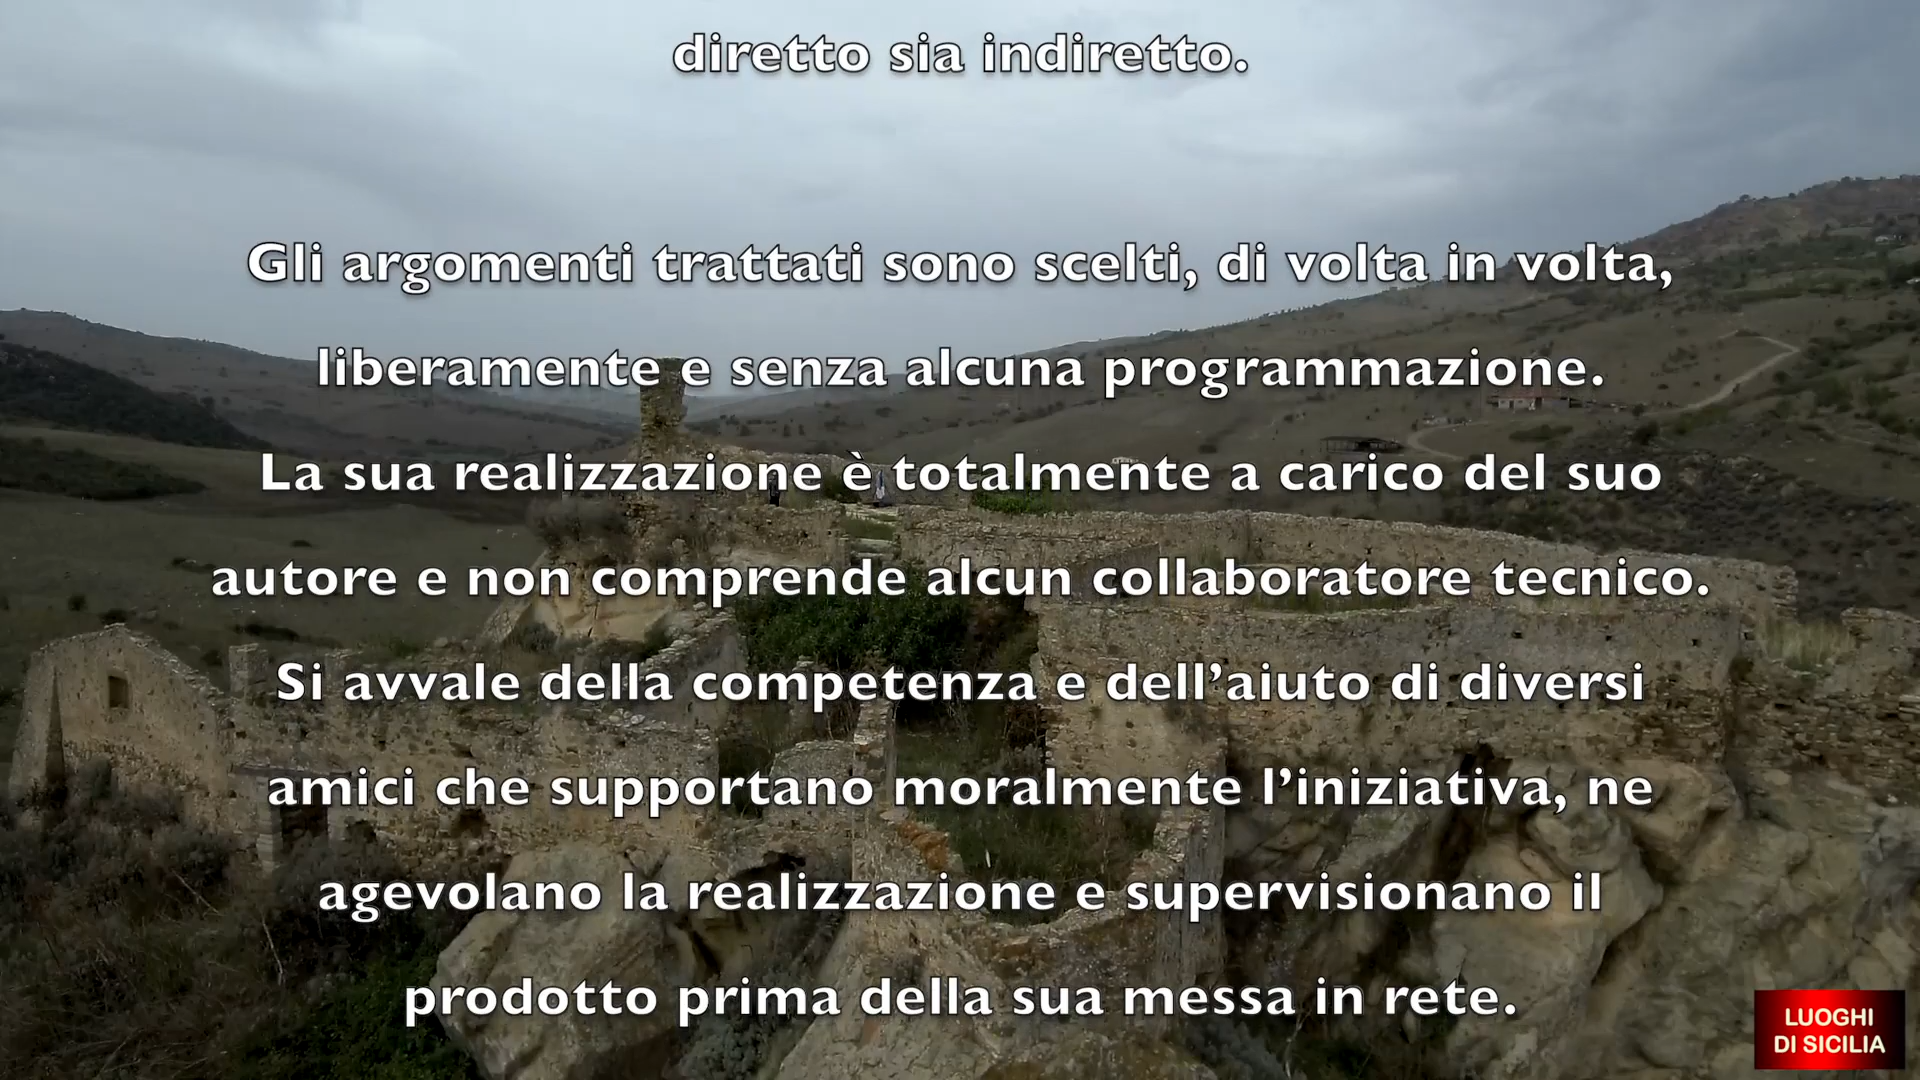 diretto sia indiretto.
Gli argomenti trattati sono scelti, di volta in volta,
liberamente e senza alcuna programmazione.
La sua realizzazione è totalmente a carico del suo
autore e non comprende alcun collaboratore tecnico.
Si avvale della competenza e dell’aiuto di diversi
amici che supportano moralmente l’iniziativa, ne
agevolano la realizzazione e supervisionano il
prodotto prima della sua messa in rete.
LUOGHI
DI SICILIA